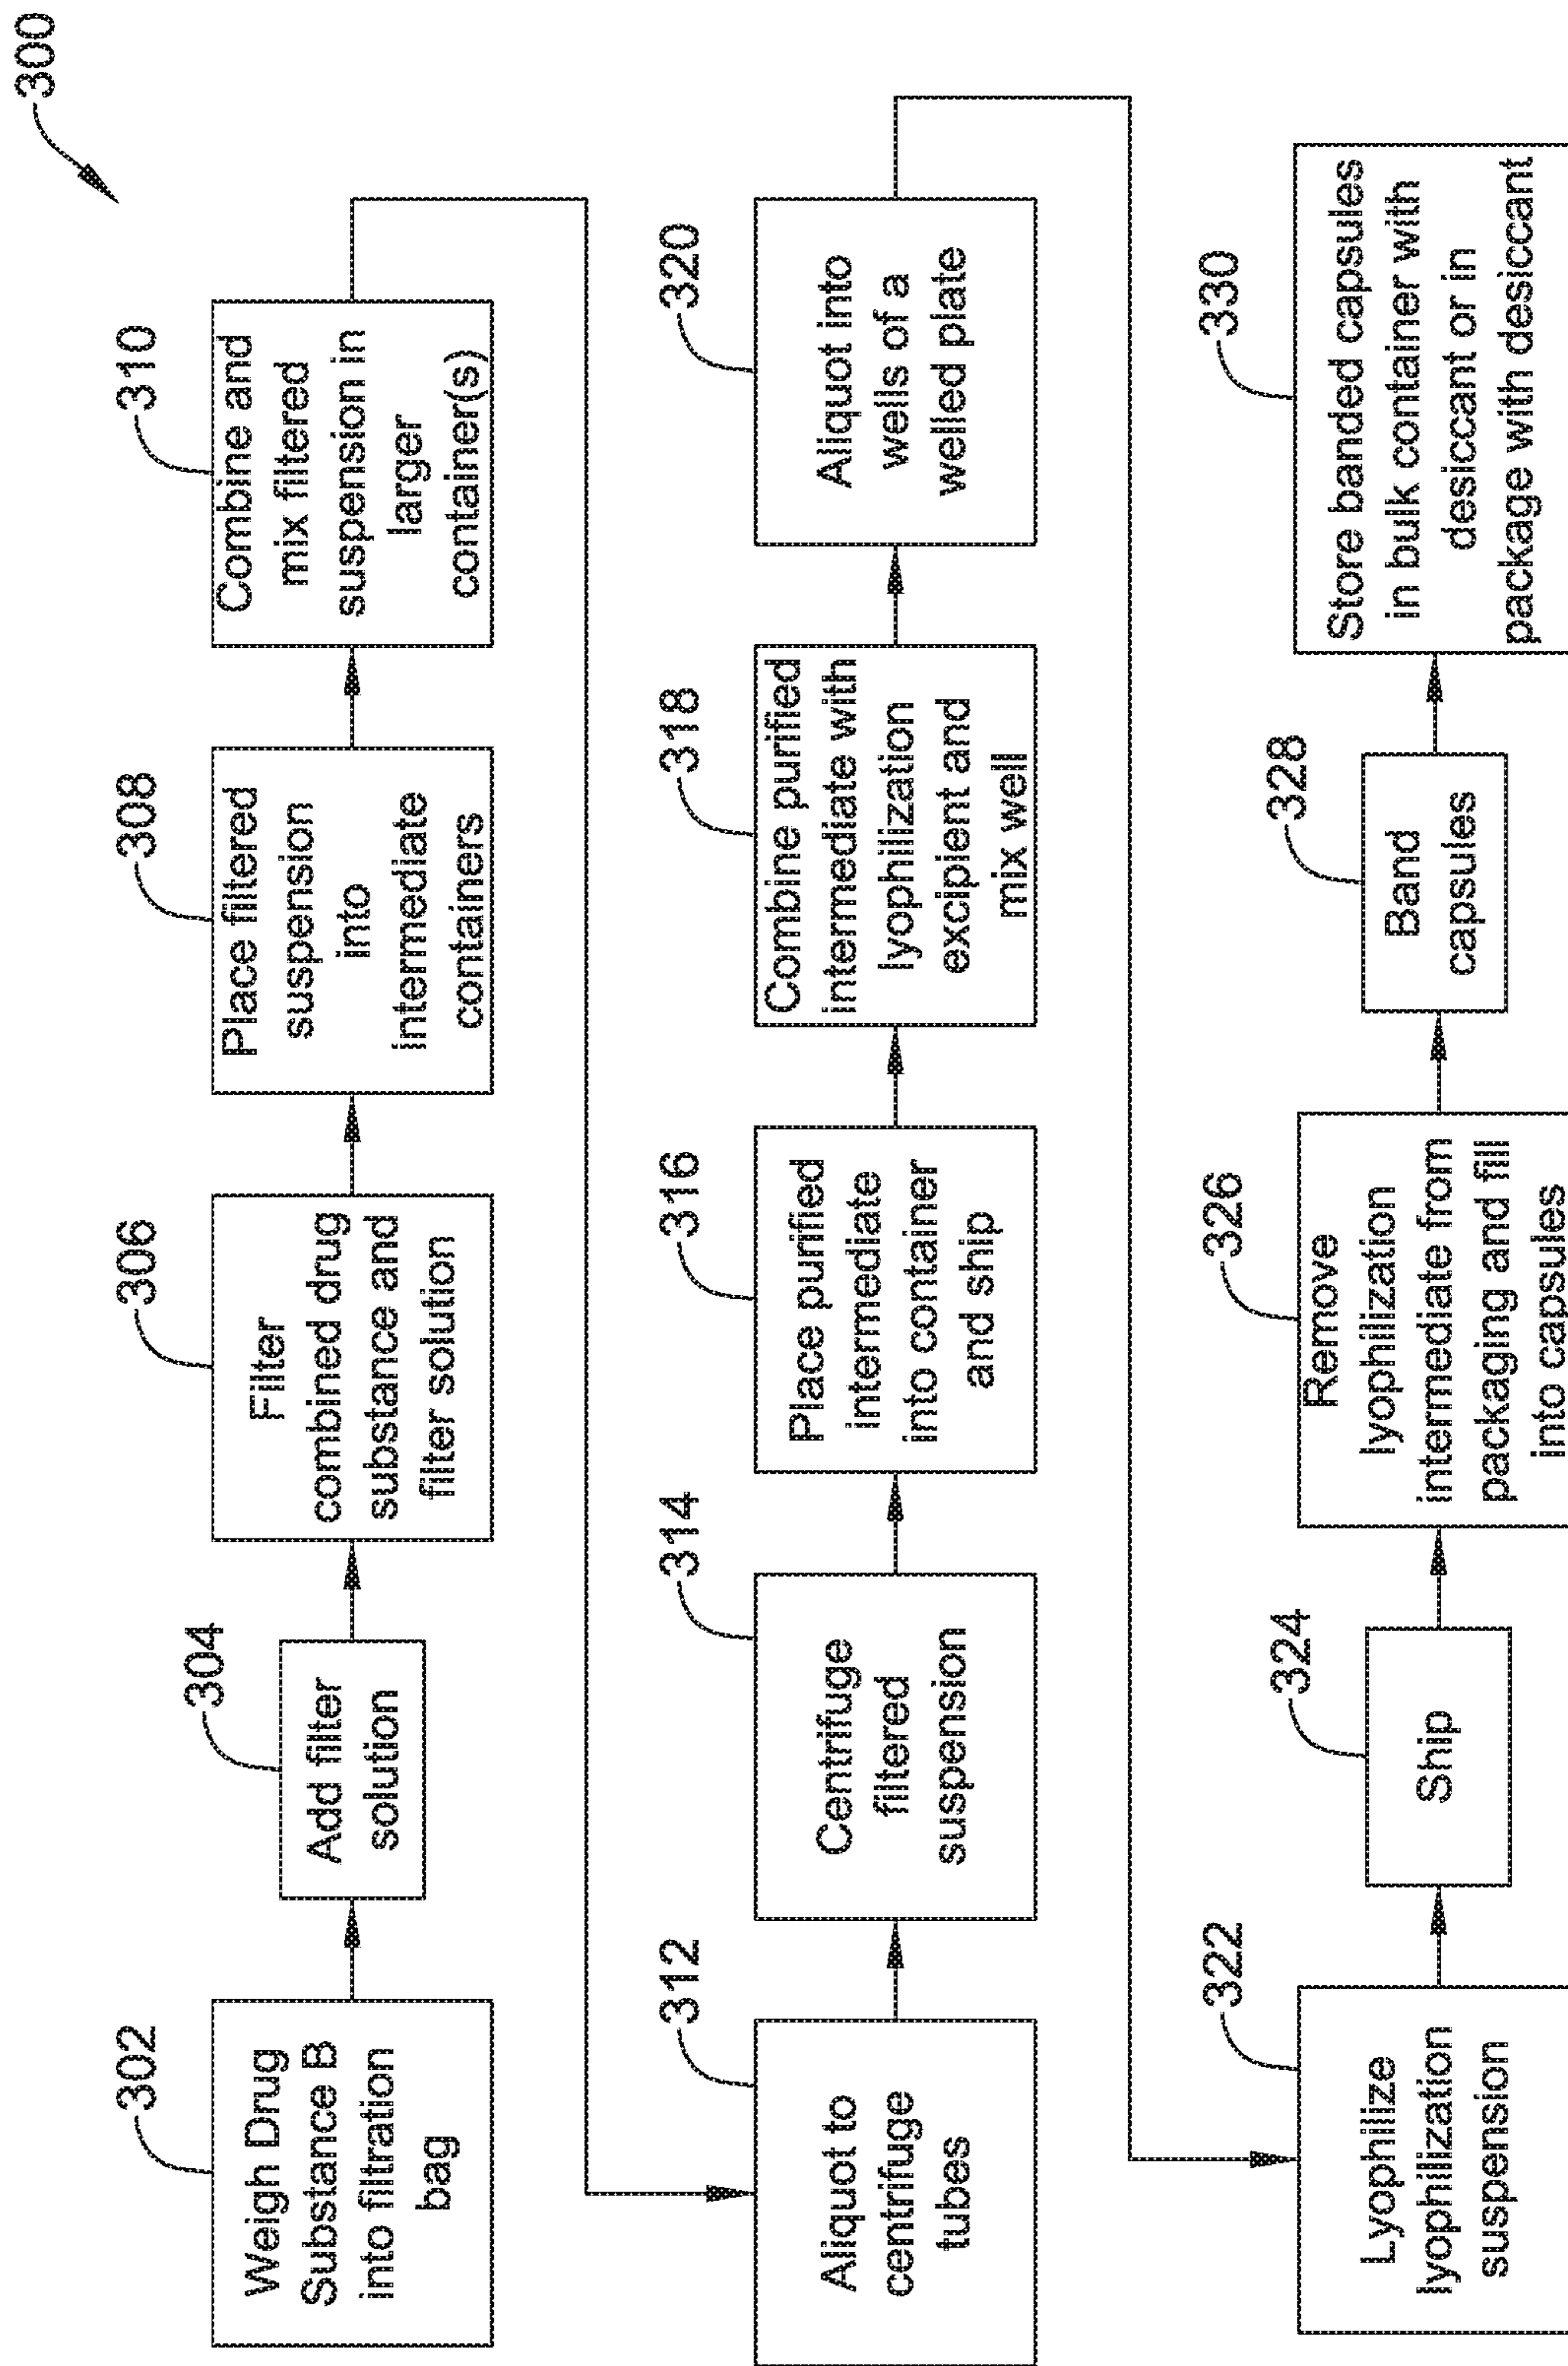 300
302
Weigh Drug
Substance B
into filtration
bag
304
Add filter
solution
306
Filter
combined drug
substance and
filter solution
308
Place filtered
suspension
into
intermediate
containers
310
Combine and
mix filtered
suspension in
larger
container(s)
312
Aliquot to
centrifuge
tubes
314
Centrifuge
filtered
suspension
316
Place purified
intermediate
into container
and ship
318
Combine purified
intermediate with
lyophilization
excipient and
mix well
320
Aliquot into
wells of a
welled plate
322
Lyophilize
lyophilization
suspension
324
Ship
326
Remove
lyophilization
intermediate from
packaging and fill
into capsules
328
Band
capsules
330
Store banded capsules
in bulk container with
desiccant or in
package with desiccant